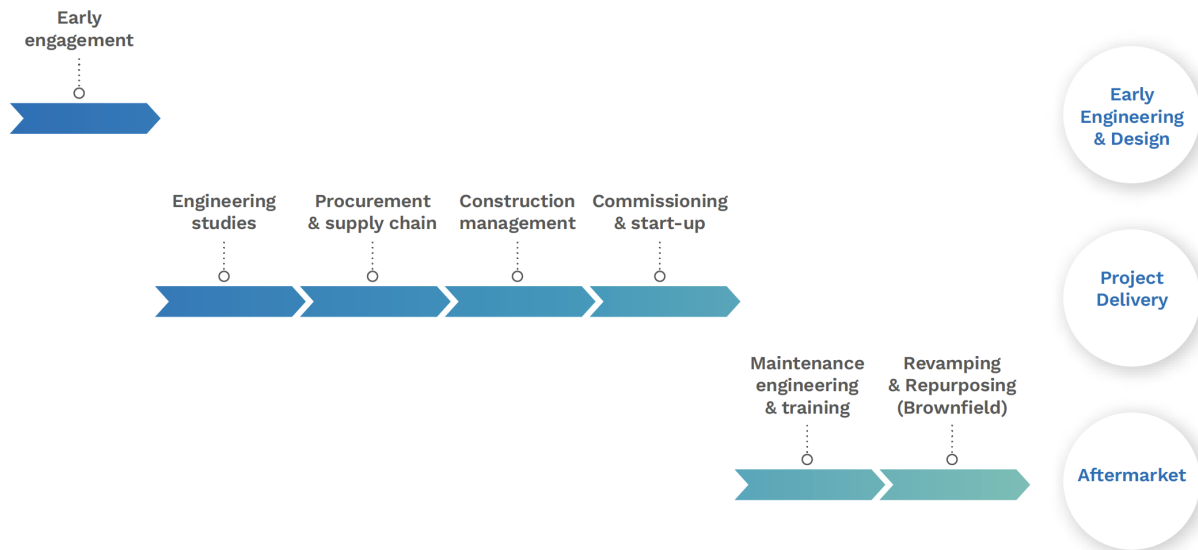 Early
engagement
Early
Engineering
& Design
Engineering
studies
Procurement
& supply chain
Construction
management
Commissioning
& start-up
Project
Delivery
Maintenance
engineering
& training
Revamping
& Repurposing
(Brownfield)
Aftermarket